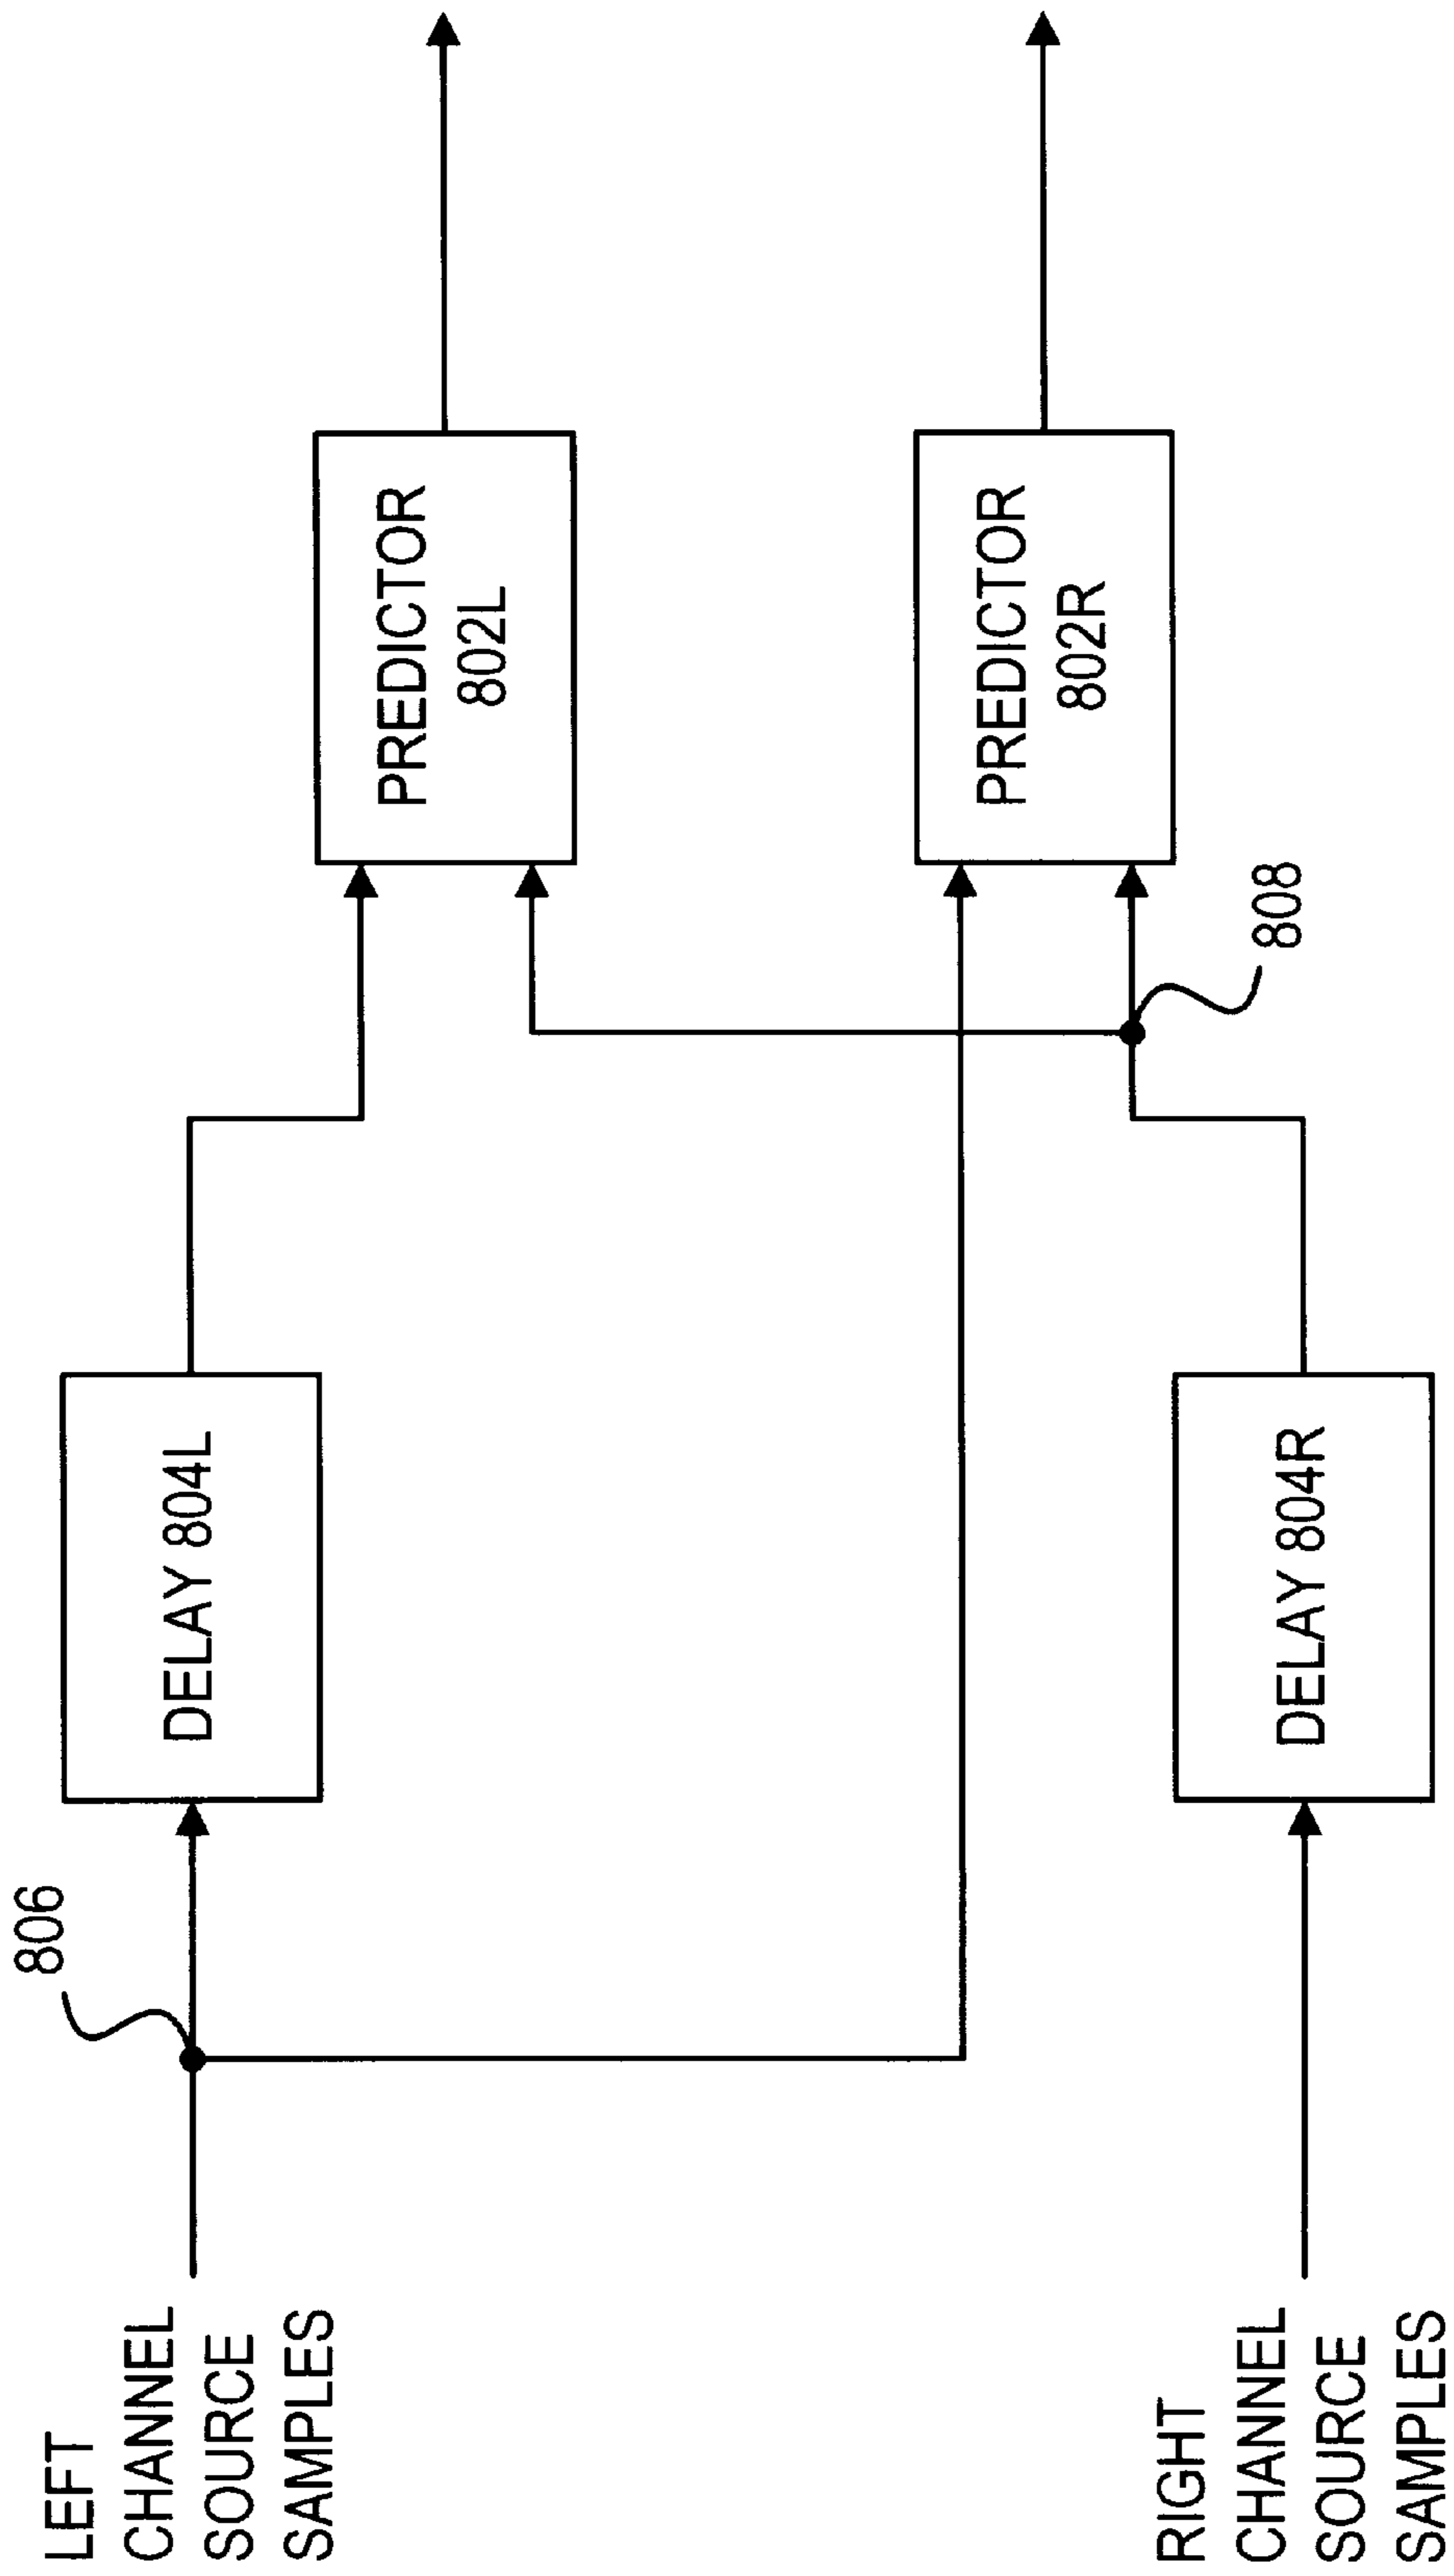 LEFT
CHANNEL
SOURCE
SAMPLES
806
DELAY 804L
PREDICTOR
802L
PREDICTOR
802R
808
DELAY 804R
RIGHT
CHANNEL
SOURCE
SAMPLES